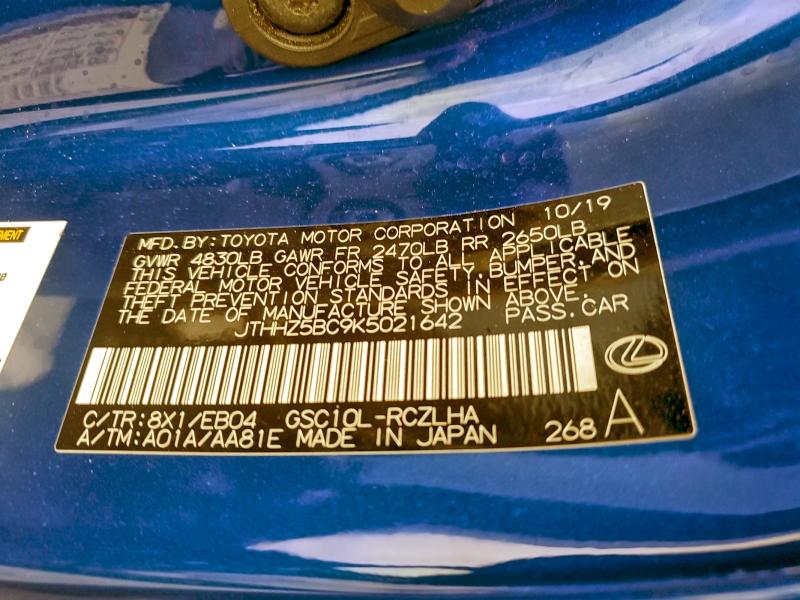 MENT
MFD.BY:TOYOTA MOTOR CORPORATION 10/19
GVWR 4830LB GAWR FR 2470LB RR 2650LB
THIS VEHICLE CONFORMS TO ALL APPLICABLE
FEDERAL MOTOR VEHICLE SAFETY,BUMPER,AND
THEFT PREVENTION STANDARDS IN EFFECT ON
THE DATE OF MANUFACTURE SHOWN ABOVE.
JTHHZ5BC9K5021642 PASS.CAR
C/TR:8X1/EB04 GSC10L-RCZLHA
A/TM:A01A/AA81E MADE IN JAPAN 268 A